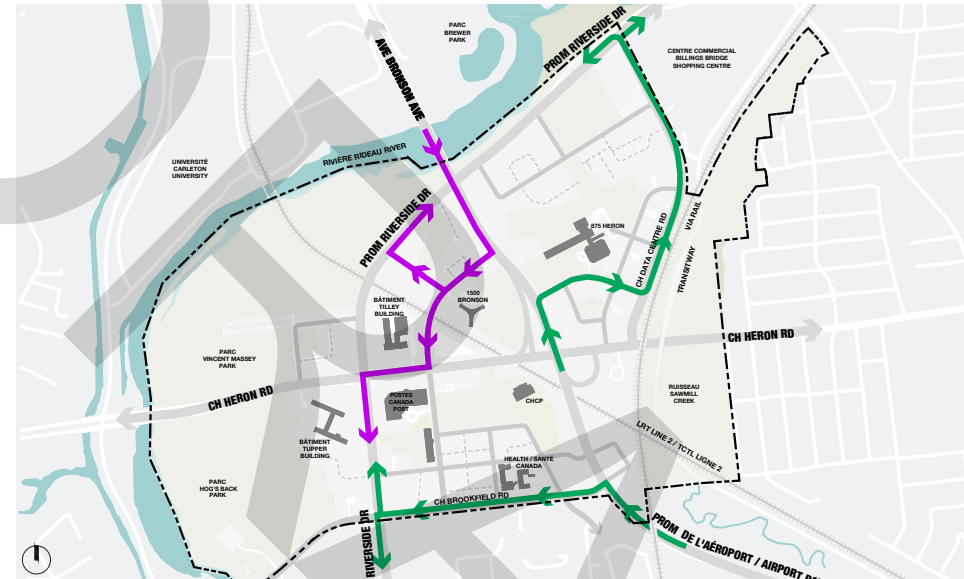 PARC
BREWER
PARK
PROM RIVERSIDE DR
AVE BRONSON AVE
CENTRE COMMERCIAL
BILLINGS BRIDGE
SHOPPING CENTRE
UNIVERSITÉ
CARLETON
UNIVERSITY
RIVIÈRE RIDEAU RIVER
PROM RIVERSIDE DR
875 HERON
CH DATA CENTRE RD
VIA RAIL
TRANSITWAY
1500
BRONSON
BÂTIMENT
TILLEY
BUILDING
CH HERON RD
PARC
VINCENT MASSEY
PARK
CH HERON RD
POSTES
CANADA
POST
CHCP
RUISSEAU
SAWMILL
CREEK
BÂTIMENT
TUPPER
BUILDING
LRT LINE 2 / TCTL LIGNE 2
HEALTH / SANTÉ
CANADA
PARC
HOG'S BACK
PARK
CH BROOKFIELD RD
RIVERSIDE DR
PROM DE L'AÉROPORT / AIRPORT